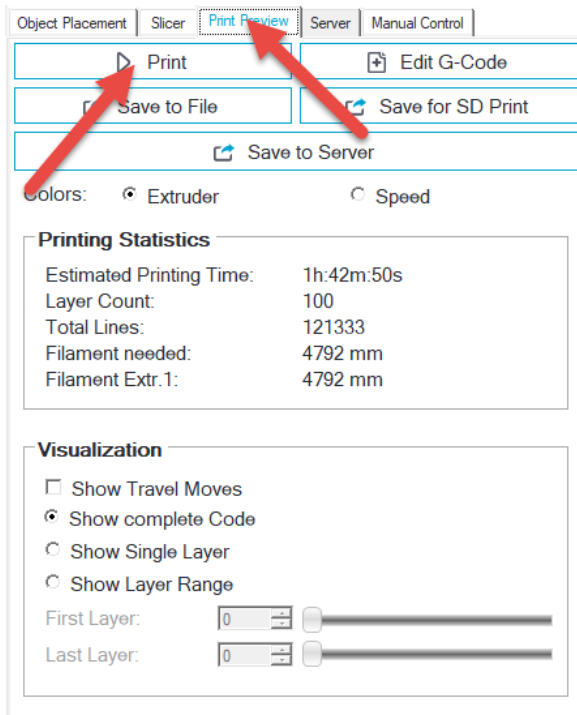 Object Placement Slicer Print Preview Server Manual Control
Print Edit G-Code
Save to File Save for SD Print
Save to Server
Colors: Extruder Speed
Printing Statistics
Estimated Printing Time: 1h:42m:50s
Layer Count: 100
Total Lines: 121333
Filament needed: 4792 mm
Filament Extr.1: 4792 mm
Visualization
Show Travel Moves
Show complete Code
Show Single Layer
Show Layer Range
First Layer: 0
Last Layer: 0